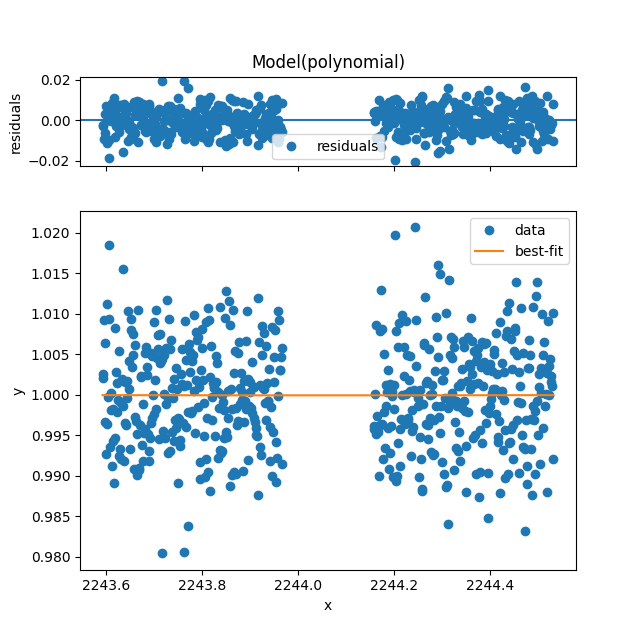 Model(polynomial)
0.02
0.00
−0.02
residuals
residuals
1.020
1.015
1.010
1.005
1.000
0.995
0.990
0.985
0.980
y
data
best-fit
2243.6 2243.8 2244.0 2244.2 2244.4
x